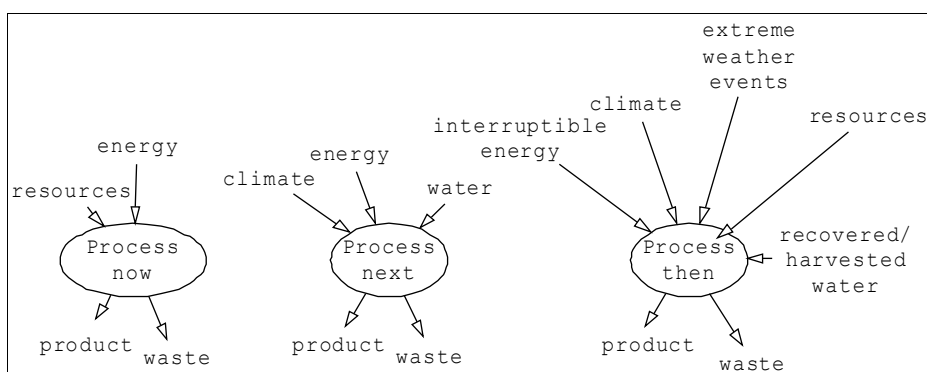 energy
resources
Process
now
product
waste
energy
climate
water
Process
next
product
waste
extreme
weather
events
climate
interruptible
energy
resources
Process
then
recovered/
harvested
water
product
waste